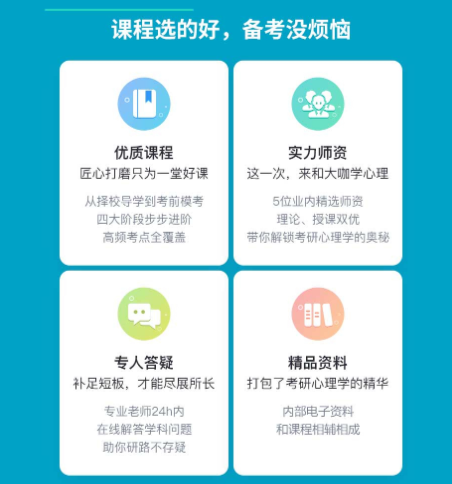 课程选的好，备考没烦恼
优质课程
匠心打磨只为一堂好课
从择校导学到考前模考
四大阶段步步进阶
高频考点全覆盖
实力师资
这一次，来和大咖学心理
5位业内精选师资
理论、授课双优
带你解锁考研心理学的奥秘
专人答疑
补足短板，才能尽展所长
专业老师24h内
在线解答学科问题
助你研路不存疑
精品资料
打包了考研心理学的精华
内部电子资料
和课程相辅相成